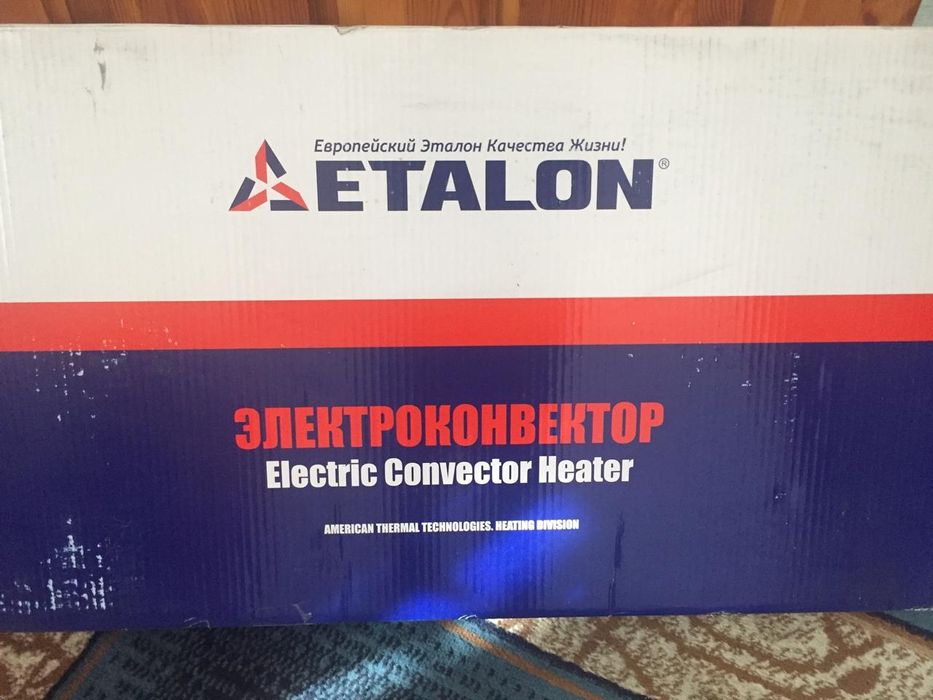 Европейский Эталон Качества Жизни!
ETALON®
ЭЛЕКТРОКОНВЕКТОР
Electric Convector Heater
AMERICAN THERMAL TECHNOLOGIES. HEATING DIVISION